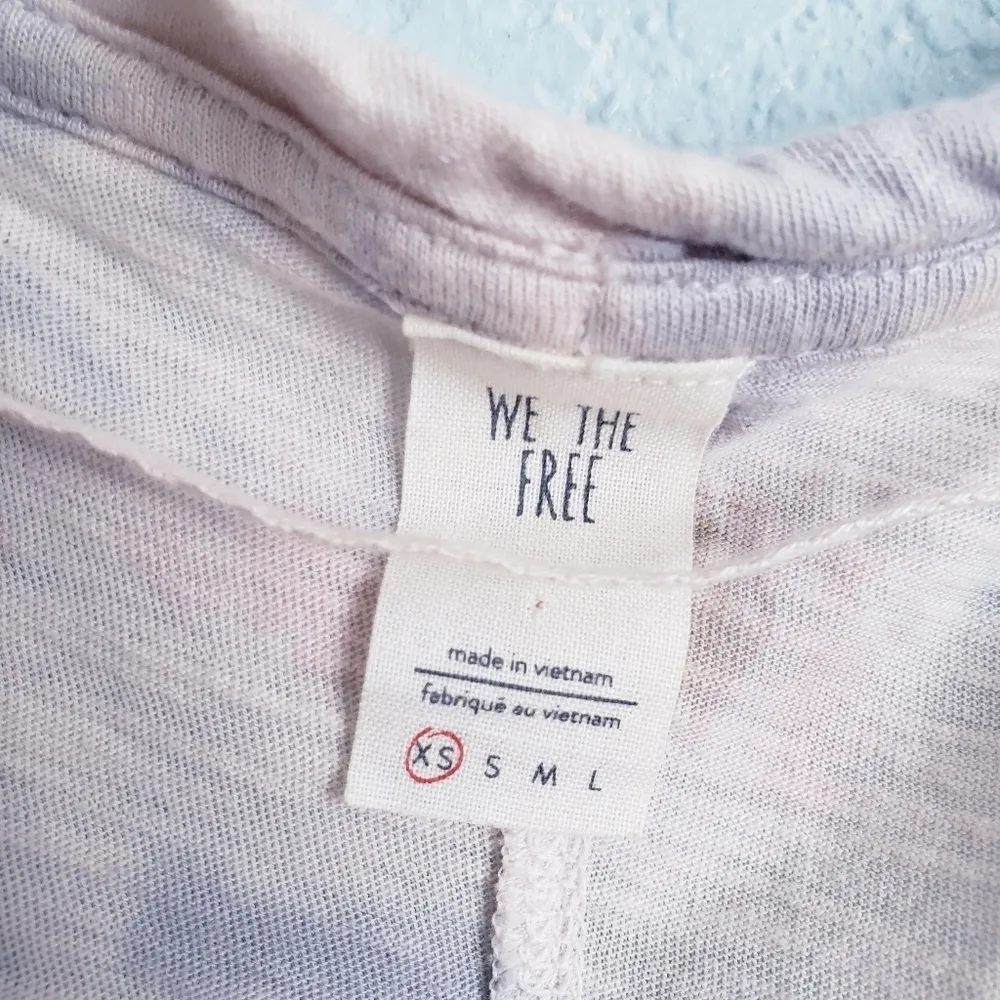 WE THE
FREE
made in vietnam
fabriqué au vietnam
XS S M L